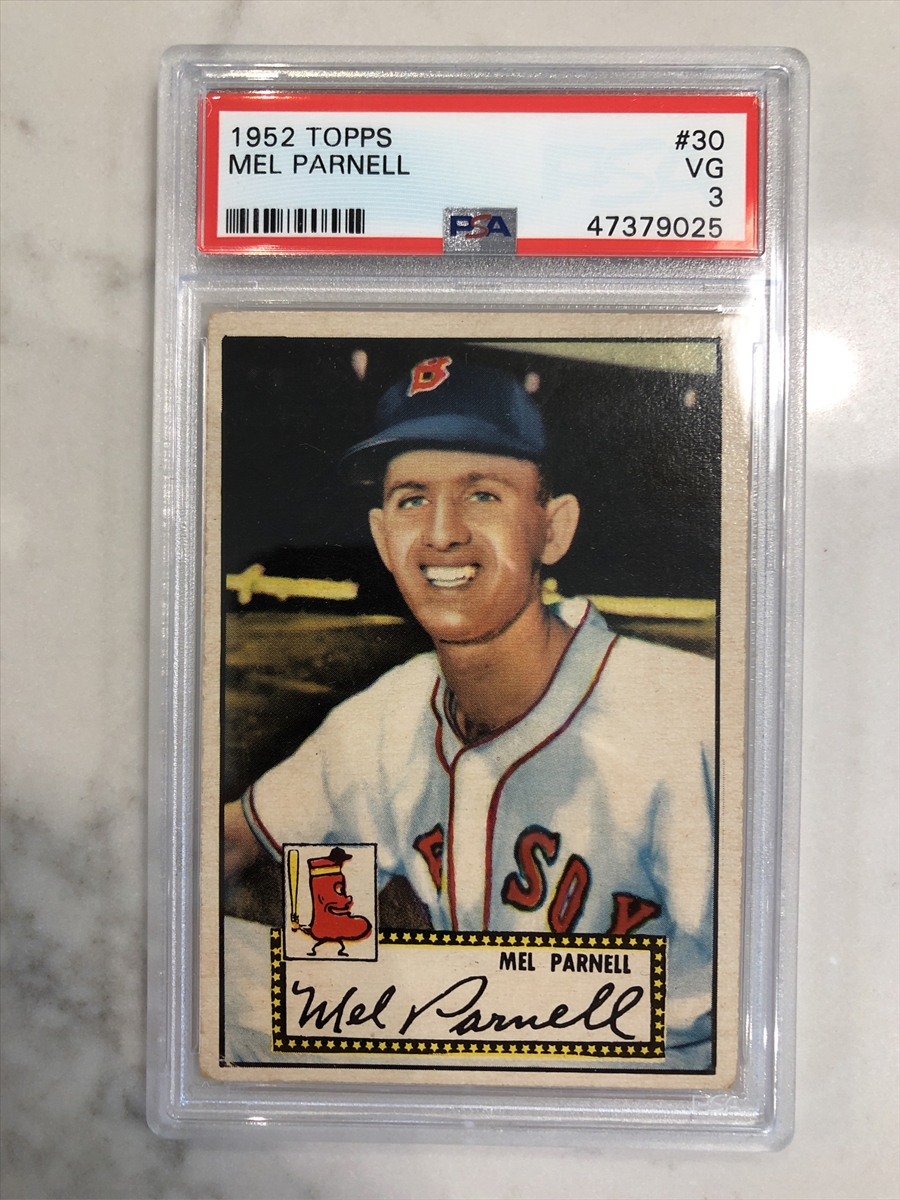 1952 TOPPS #30
MEL PARNELL VG
3
PSA 47379025
B
SOX
MEL PARNELL
Mel Parnell